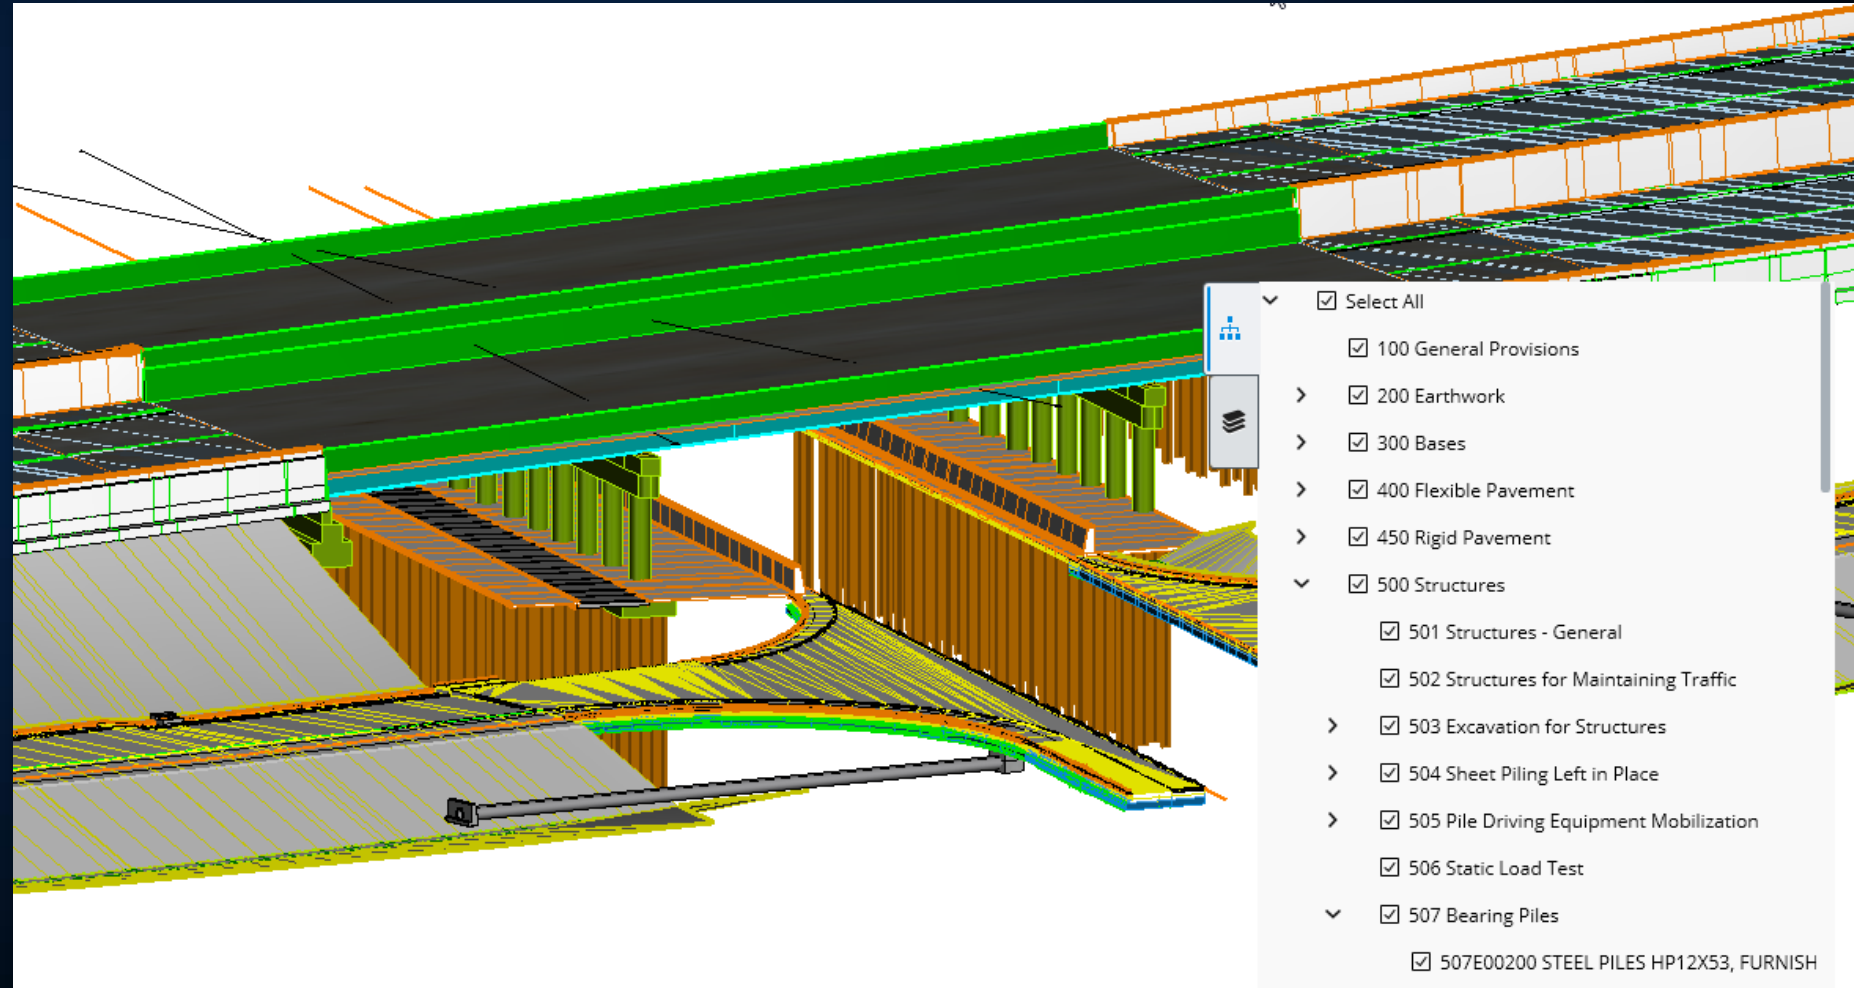 Select All
100 General Provisions
200 Earthwork
300 Bases
400 Flexible Pavement
450 Rigid Pavement
500 Structures
501 Structures - General
502 Structures for Maintaining Traffic
503 Excavation for Structures
504 Sheet Piling Left in Place
505 Pile Driving Equipment Mobilization
506 Static Load Test
507 Bearing Piles
507E00200 STEEL PILES HP12X53, FURNISH